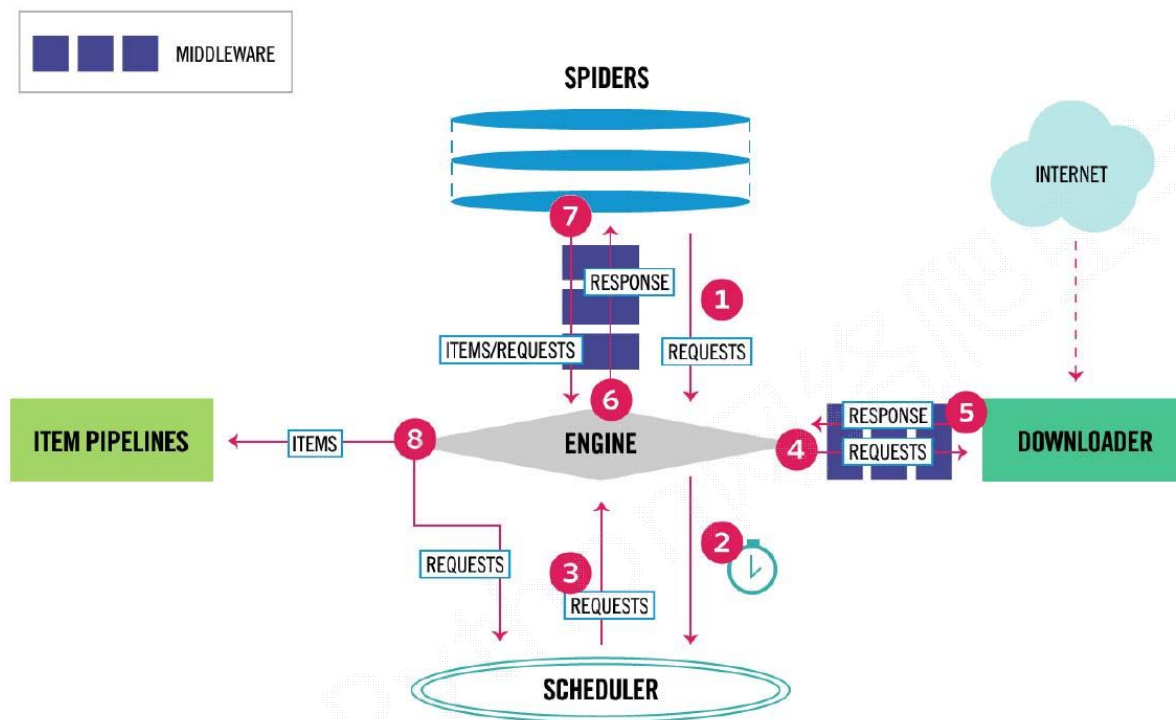 MIDDLEWARE
SPIDERS
INTERNET
7
RESPONSE
1
ITEMS/REQUESTS
REQUESTS
6
ITEM PIPELINES
ITEMS
8
ENGINE
4
RESPONSE
5
REQUESTS
DOWNLOADER
2
REQUESTS
3
REQUESTS
SCHEDULER